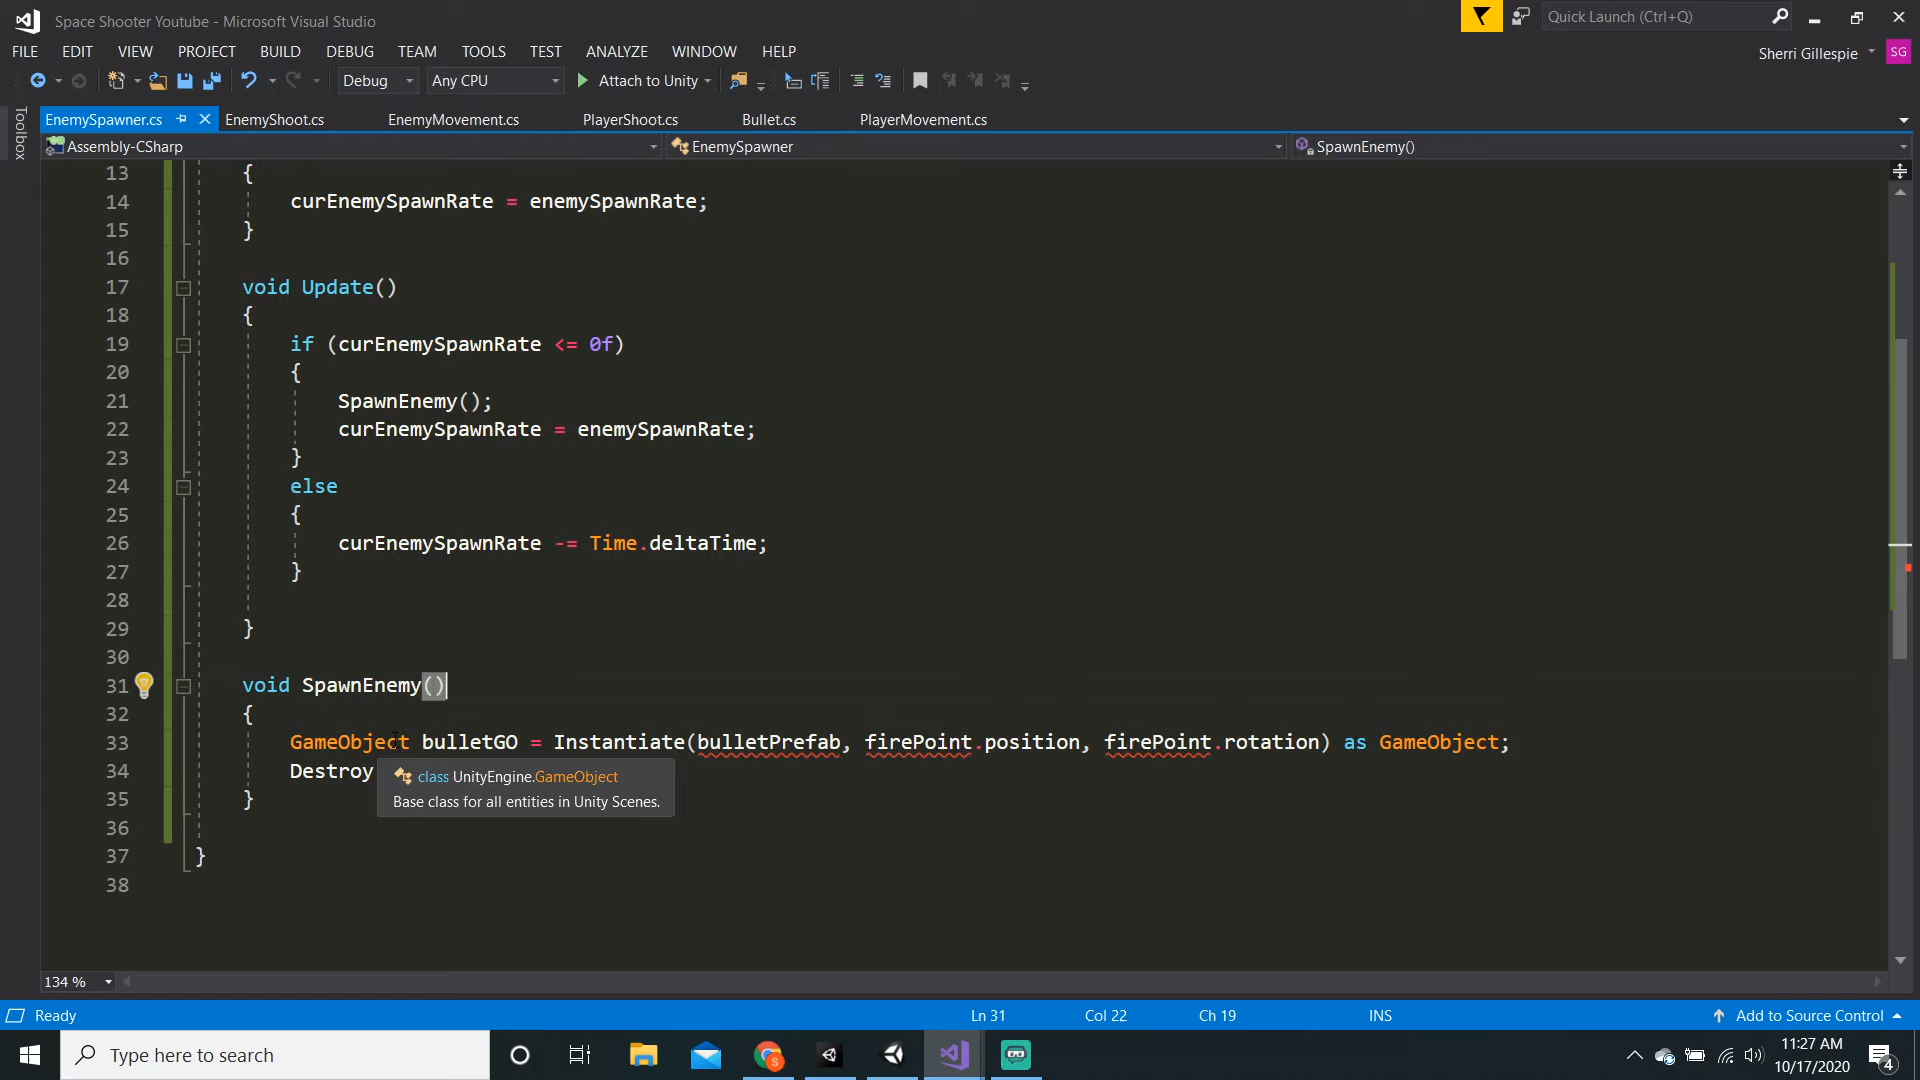 Space Shooter Youtube - Microsoft Visual Studio
Quick Launch (Ctrl+Q)
FILE EDIT VIEW PROJECT BUILD DEBUG TEAM TOOLS TEST ANALYZE WINDOW HELP
Sherri Gillespie SG
Debug Any CPU Attach to Unity
Toolbox
EnemySpawner.cs EnemyShoot.cs EnemyMovement.cs PlayerShoot.cs Bullet.cs PlayerMovement.cs
Assembly-CSharp EnemySpawner SpawnEnemy()
13 {
14 curEnemySpawnRate = enemySpawnRate;
15 }
16
17 void Update()
18 {
19 if (curEnemySpawnRate <= 0f)
20 {
21 SpawnEnemy();
22 curEnemySpawnRate = enemySpawnRate;
23 }
24 else
25 {
26 curEnemySpawnRate -= Time.deltaTime;
27 }
28
29 }
30
31 void SpawnEnemy()
32 {
33 GameObject bulletGO = Instantiate(bulletPrefab, firePoint.position, firePoint.rotation) as GameObject;
34 Destroy
class UnityEngine.GameObject
Base class for all entities in Unity Scenes.
35 }
36
37 }
38
134 %
Ready Ln 31 Col 22 Ch 19 INS Add to Source Control
Type here to search
S
11:27 AM
10/17/2020
4